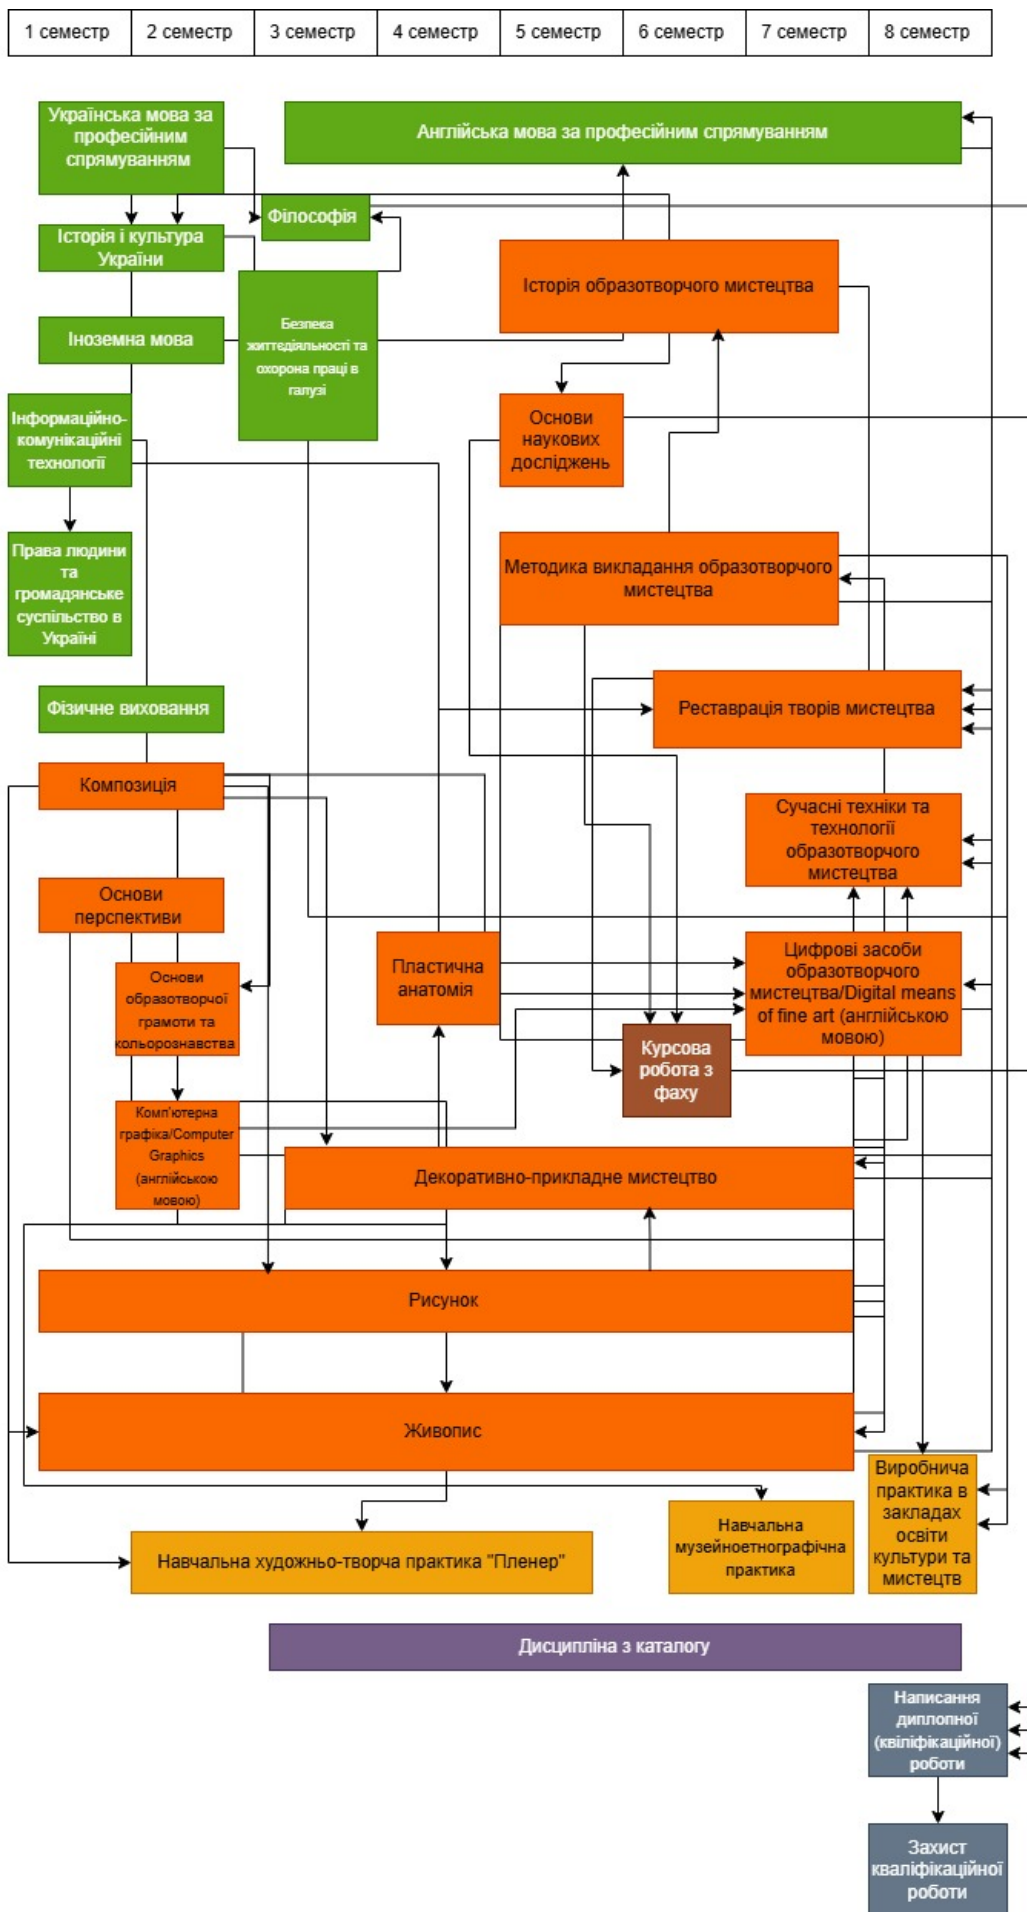 1 семестр
2 семестр
3 семестр
4 семестр
5 семестр
6 семестр
7 семестр
8 семестр
Українська мова за
професійним
спрямуванням
Англійська мова за професійним спрямуванням
Філософія
Історія і культура
України
Історія образотворчого мистецтва
Безпека
життєдіяльності та
охорона праці в
галузі
Іноземна мова
Інформаційно-
комунікаційні
технології
Основи
наукових
досліджень
Права людини
та
громадянське
суспільство в
Україні
Методика викладання образотворчого
мистецтва
Фізичне виховання
Реставрація творів мистецтва
Композиція
Сучасні техніки та
технології
образотворчого
мистецтва
Основи
перспективи
Основи
образотворчої
грамоти та
кольорознавства
Пластична
анатомія
Цифрові засоби
образотворчого
мистецтва/Digital means
of fine art (англійською
мовою)
Курсова
робота з
фаху
Комп'ютерна
графіка/Computer
Graphics
(англійською
мовою)
Декоративно-прикладне мистецтво
Рисунок
Живопис
Виробнича
практика в
закладах
освіти
культури та
мистецтв
Навчальна
музейноетнографічна
практика
Навчальна художньо-творча практика "Пленер"
Дисципліна з каталогу
Написання
диплопної
(квіліфікаційної)
роботи
Захист
кваліфікаційної
роботи